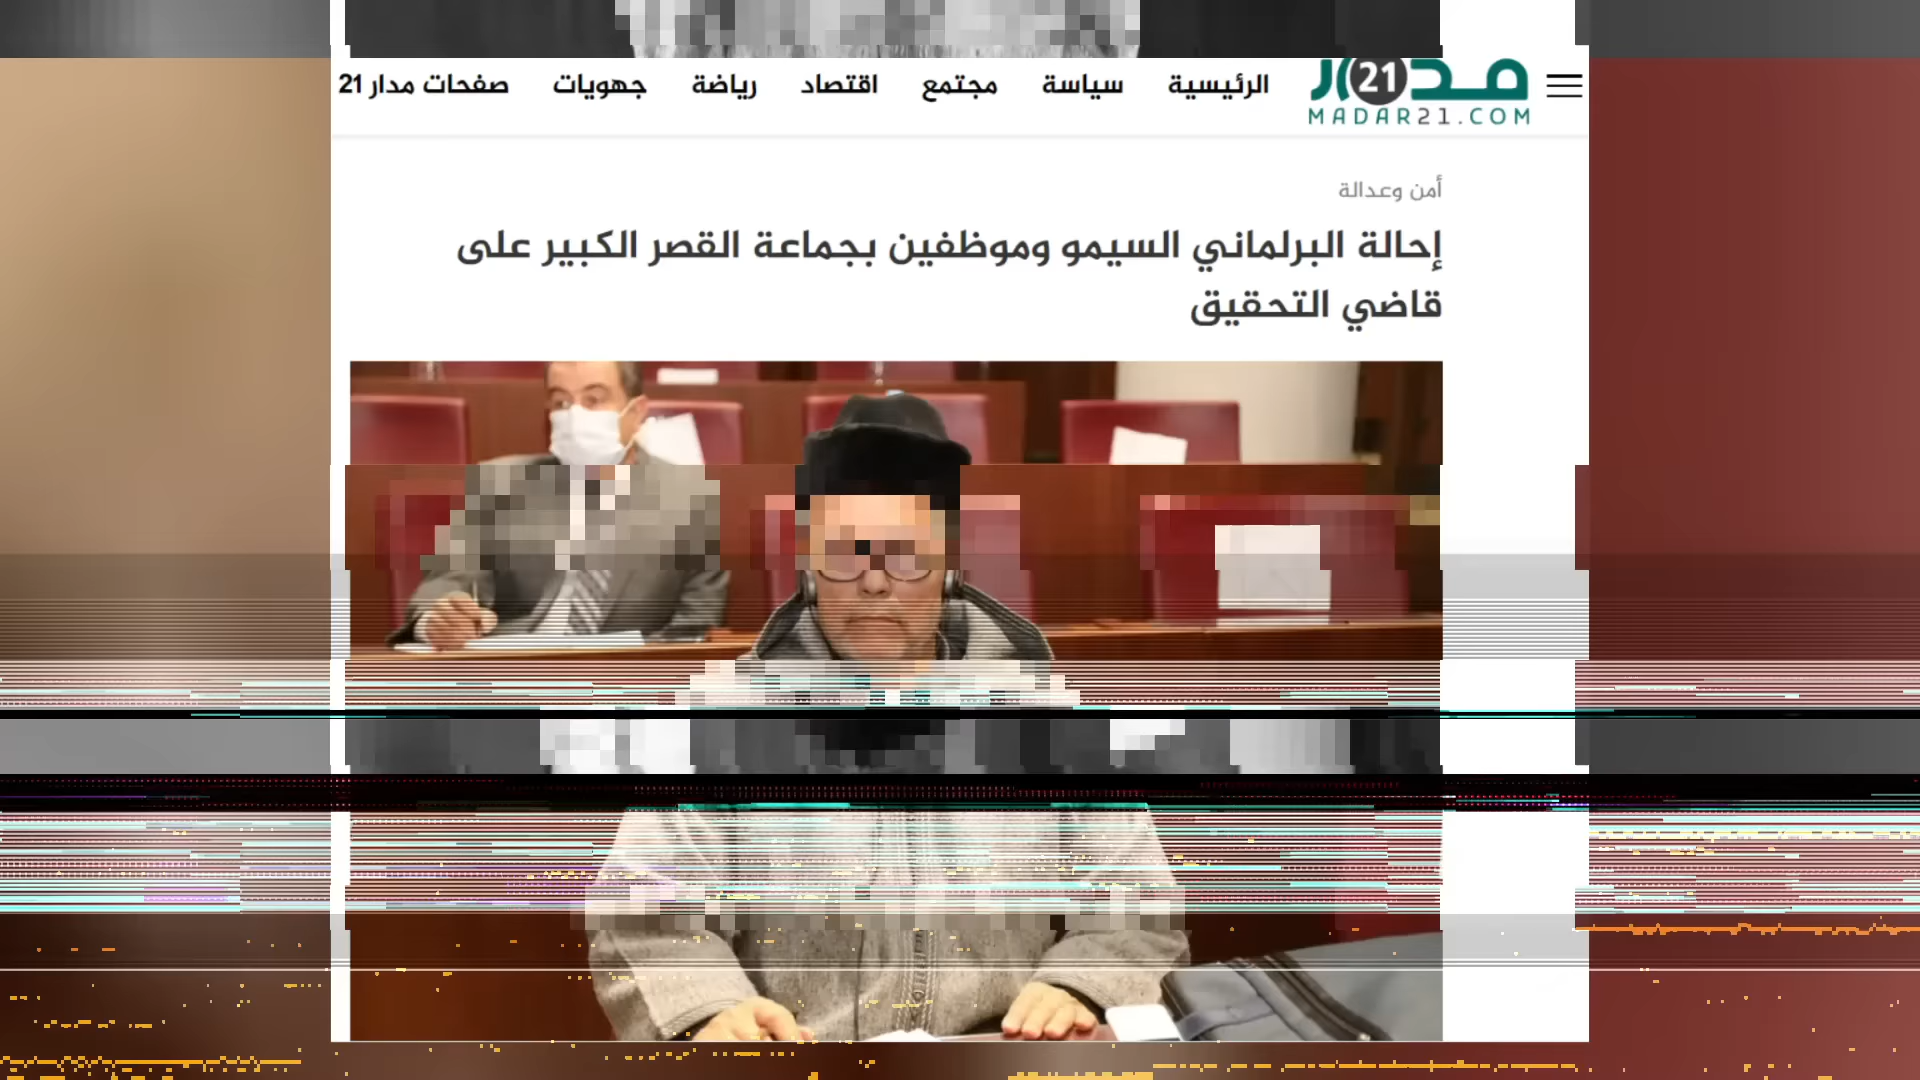 مدار 21
MADAR21.COM
الرئيسية سياسة مجتمع اقتصاد رياضة جهويات صفحات مدار 21
أمن وعدالة
إحالة البرلماني السيمو وموظفين بجماعة القصر الكبير على
قاضي التحقيق